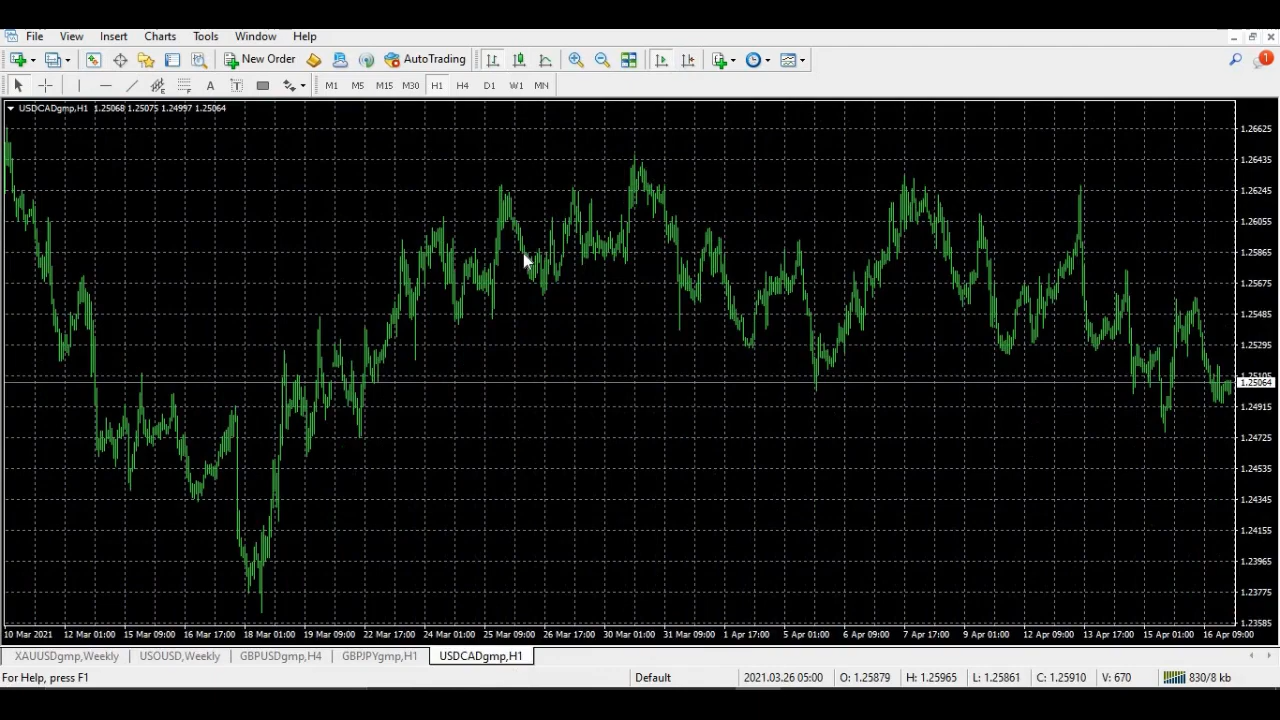 File View Insert Charts Tools Window Help
New Order AutoTrading 1
A T M1 M5 M15 M30 H1 H4 D1 W1 MN
USDCADgmp,H1 1.25068 1.25075 1.24997 1.25064
1.26625
1.26435
1.26245
1.26055
1.25865
1.25675
1.25485
1.25295
1.25105
1.25064
1.24915
1.24725
1.24535
1.24345
1.24155
1.23965
1.23775
1.23585
10 Mar 2021 12 Mar 01:00 15 Mar 09:00 16 Mar 17:00 18 Mar 01:00 19 Mar 09:00 22 Mar 17:00 24 Mar 01:00 25 Mar 09:00 26 Mar 17:00 30 Mar 01:00 31 Mar 09:00 1 Apr 17:00 5 Apr 01:00 6 Apr 09:00 7 Apr 17:00 9 Apr 01:00 12 Apr 09:00 13 Apr 17:00 15 Apr 01:00 16 Apr 09:00
XAUUSDgmp,Weekly USOUSD,Weekly GBPUSDgmp,H4 GBPJPYgmp,H1 USDCADgmp,H1
For Help, press F1 Default 2021.03.26 05:00 O: 1.25879 H: 1.25965 L: 1.25861 C: 1.25910 V: 670 830/8 kb